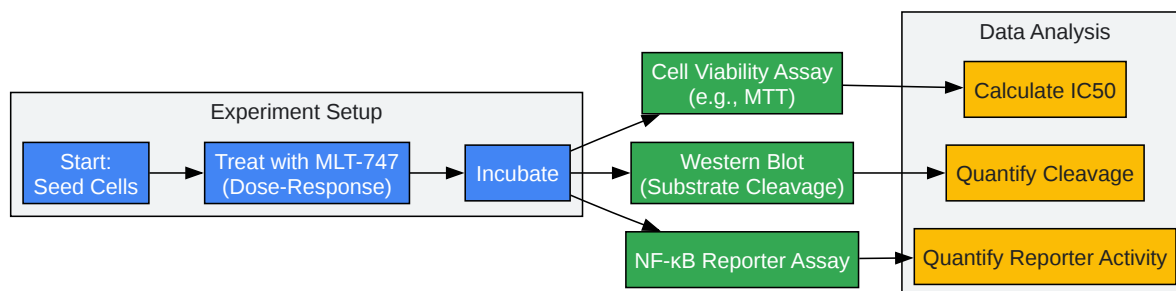 Experiment Setup
Start:
Seed Cells
Treat with MLT-747
(Dose-Response)
Incubate
Cell Viability Assay
(e.g., MTT)
Western Blot
(Substrate Cleavage)
NF-κB Reporter Assay
Data Analysis
Calculate IC50
Quantify Cleavage
Quantify Reporter Activity